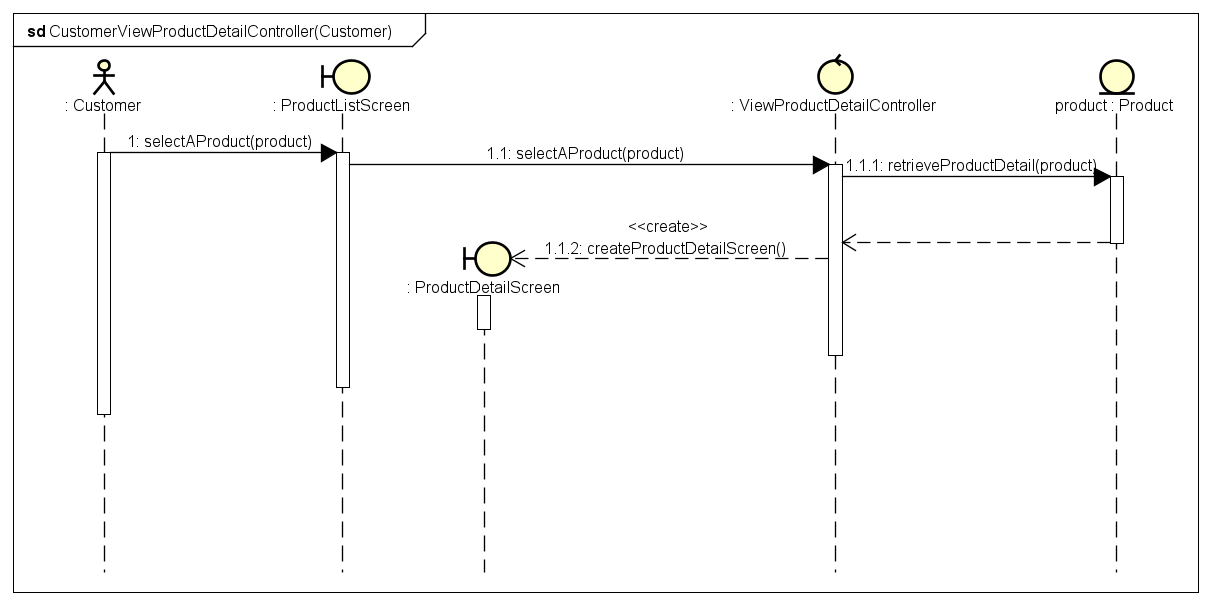 sd CustomerViewProductDetailController(Customer)
: Customer
: ProductListScreen
: ViewProductDetailController
product : Product
1: selectAProduct(product)
1.1: selectAProduct(product)
1.1.1: retrieveProductDetail(product)
<<create>>
1.1.2: createProductDetailScreen()
: ProductDetailScreen